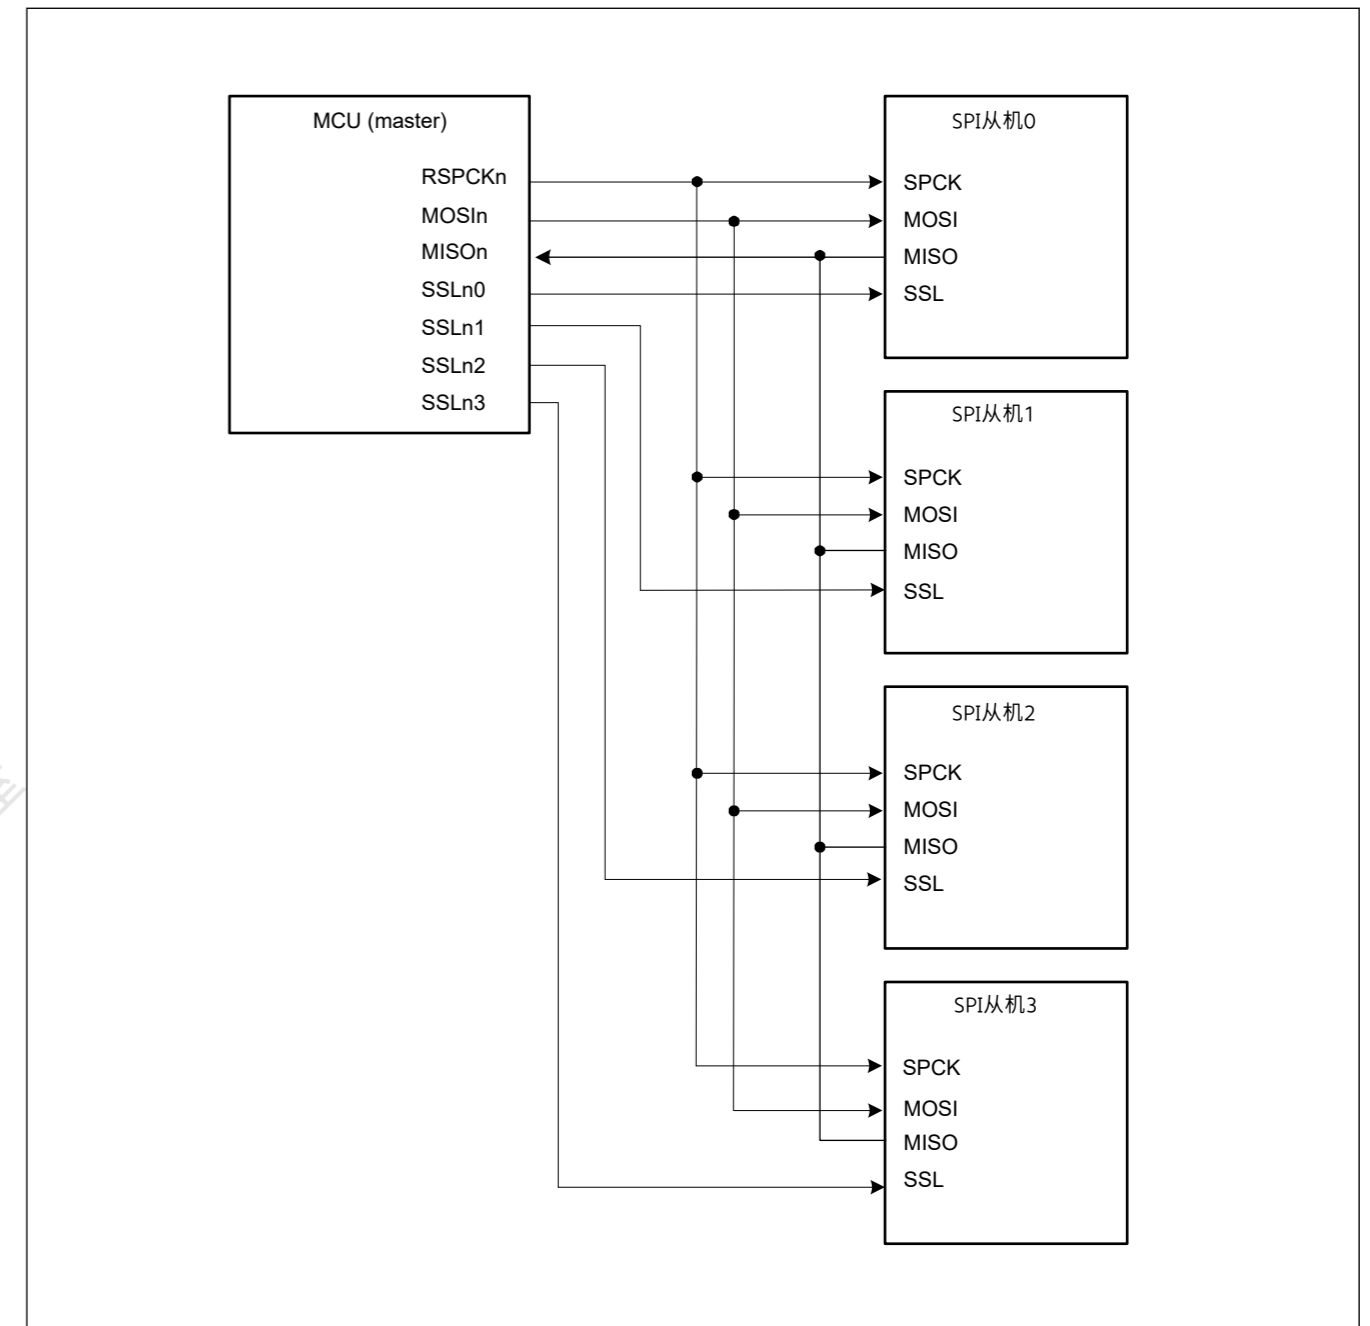 MCU (master)
RSPCKn
MOSIn
MISOn
SSLn0
SSLn1
SSLn2
SSLn3
SPI从机0
SPCK
MOSI
MISO
SSL
SPI从机1
SPCK
MOSI
MISO
SSL
SPI从机2
SPCK
MOSI
MISO
SSL
SPI从机3
SPCK
MOSI
MISO
SSL